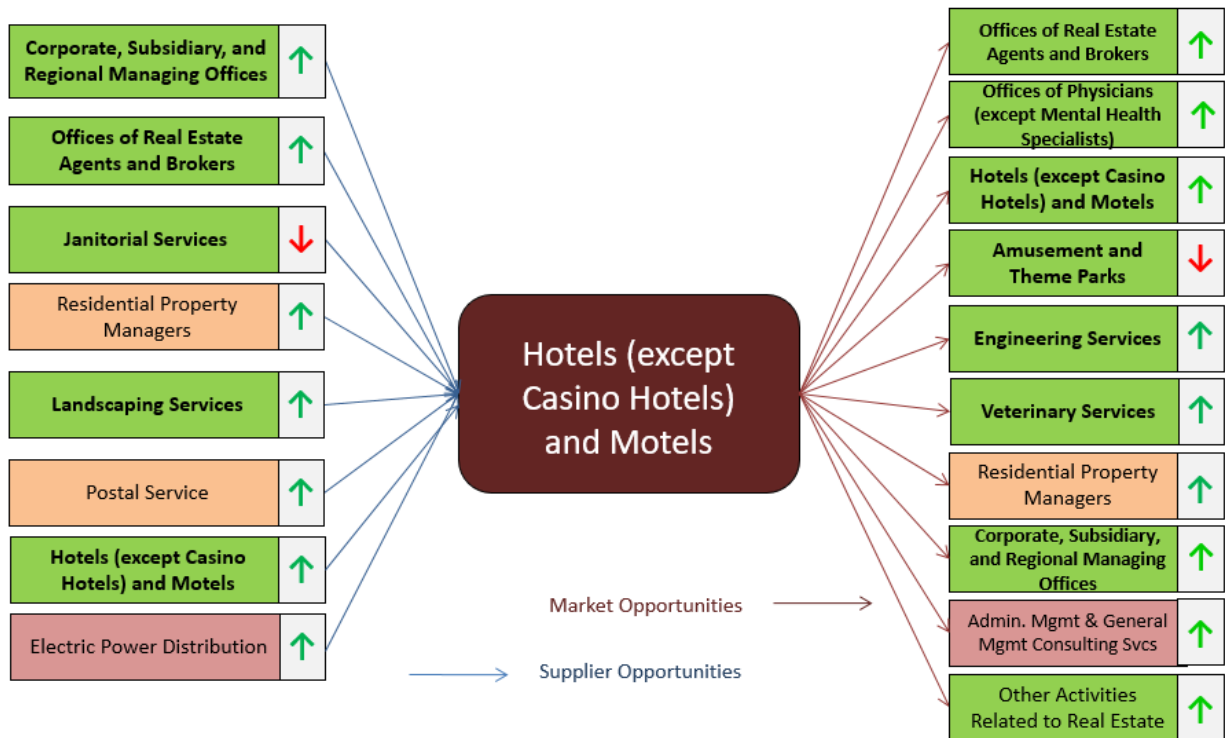 Corporate, Subsidiary, and
Regional Managing Offices
Offices of Real Estate
Agents and Brokers
Janitorial Services
Residential Property
Managers
Landscaping Services
Postal Service
Hotels (except Casino
Hotels) and Motels
Electric Power Distribution
Hotels (except
Casino Hotels)
and Motels
Market Opportunities
Supplier Opportunities
Offices of Real Estate
Agents and Brokers
Offices of Physicians
(except Mental Health
Specialists)
Hotels (except Casino
Hotels) and Motels
Amusement and
Theme Parks
Engineering Services
Veterinary Services
Residential Property
Managers
Corporate, Subsidiary,
and Regional Managing
Offices
Admin. Mgmt & General
Mgmt Consulting Svcs
Other Activities
Related to Real Estate